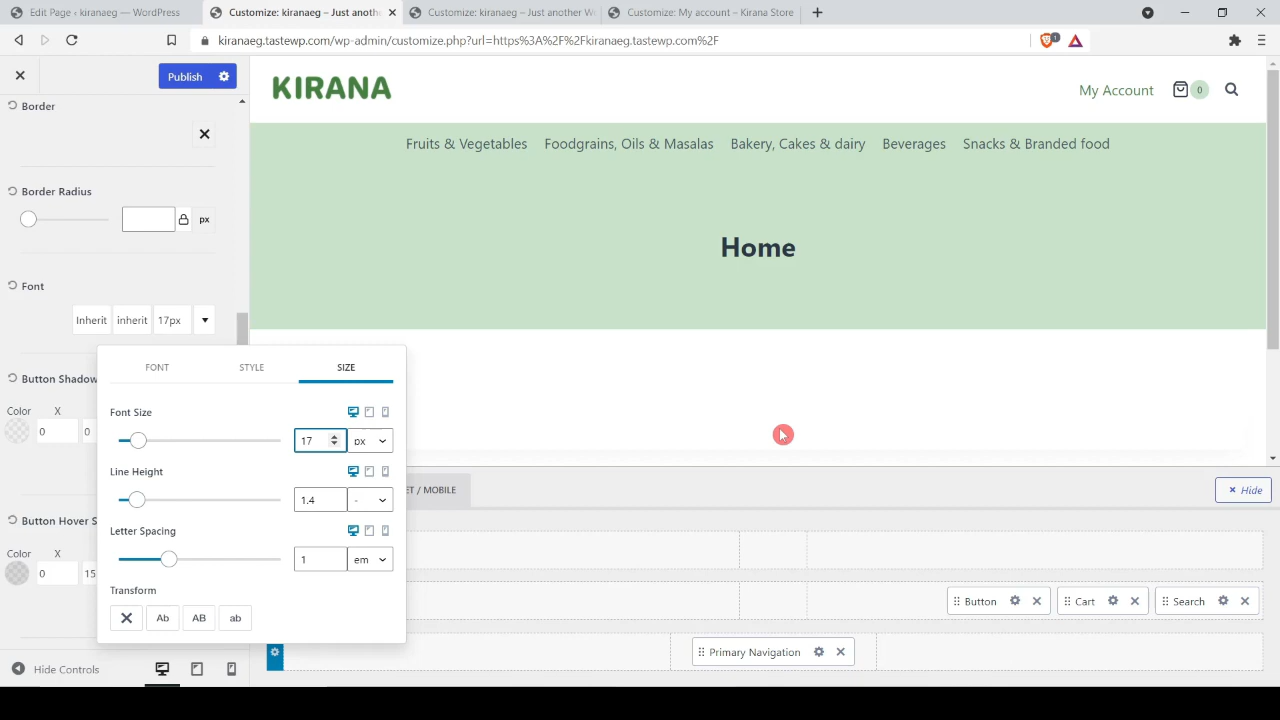 Edit Page ‹ kiranaeg — WordPress
Customize: kiranaeg – Just anoth
Customize: kiranaeg – Just another W
Customize: My account – Kirana Store
kiranaeg.tastewp.com/wp-admin/customize.php?url=https%3A%2F%2Fkiranaeg.tastewp.com%2F
1
Publish
KIRANA
My Account
0
Border
Fruits & Vegetables
Foodgrains, Oils & Masalas
Bakery, Cakes & dairy
Beverages
Snacks & Branded food
Border Radius
px
Home
Font
Inherit
inherit
17px
FONT
STYLE
SIZE
Button Shadow
Color
X
0
0
Font Size
17
px
Line Height
1.4
-
ET / MOBILE
Hide
Button Hover S
Color
X
0
15
Letter Spacing
1
em
Transform
Ab
AB
ab
Button
Cart
Search
Primary Navigation
Hide Controls